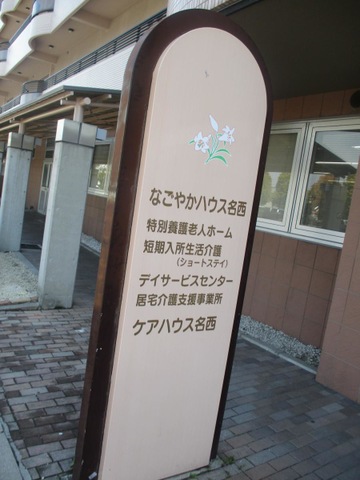 なごやかハウス名西
特別養護老人ホーム
短期入所生活介護
(ショートステイ)
デイサービスセンター
居宅介護支援事業所
ケアハウス名西